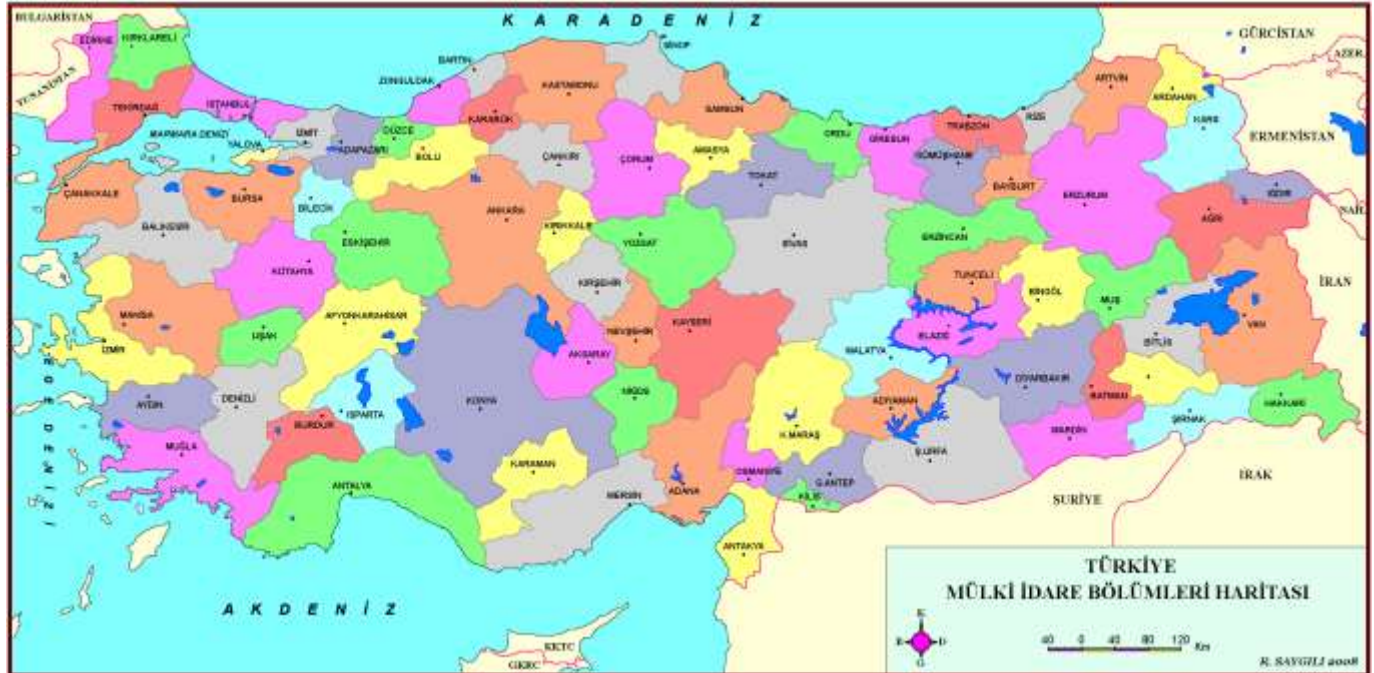 BULGARİSTAN
K A R A D E N İ Z
GÜRCİSTAN
AZER.
YUNANİSTAN
ERMENİSTAN
NAH.
İRAN
IRAK
SURİYE
EDİRNE
KIRKLARELİ
TEKİRDAĞ
İSTANBUL
MARMARA DENİZİ
YALOVA
İZMİT
ADAPAZARI
DÜZCE
BOLU
ZONGULDAK
BARTIN
KARABÜK
KASTAMONU
SİNOP
SAMSUN
ORDU
GİRESUN
TRABZON
RİZE
ARTVİN
ARDAHAN
KARS
IĞDIR
AĞRI
ERZURUM
BAYBURT
GÜMÜŞHANE
TOKAT
AMASYA
ÇORUM
ÇANKIRI
ANKARA
KIRIKKALE
YOZGAT
SİVAS
ERZİNCAN
TUNCELİ
BİNGÖL
MUŞ
BİTLİS
VAN
HAKKARİ
ŞIRNAK
BATMAN
MARDİN
DİYARBAKIR
ELAZIĞ
MALATYA
ADIYAMAN
Ş.URFA
K.MARAŞ
G.ANTEP
KİLİS
OSMANİYE
ANTAKYA
ADANA
MERSİN
KARAMAN
NİĞDE
KAYSERİ
NEVŞEHİR
KIRŞEHİR
AKSARAY
KONYA
ANTALYA
ISPARTA
BURDUR
DENİZLİ
MUĞLA
AYDIN
İZMİR
MANİSA
UŞAK
AFYONKARAHİSAR
KÜTAHYA
ESKİŞEHİR
BİLECİK
BURSA
BALIKESİR
ÇANAKKALE
A K D E N İ Z
KKTC
GKRC
TÜRKİYE
MÜLKİ İDARE BÖLÜMLERİ HARİTASI
K
B D
G
40 0 40 80 120 Km
R. SAYGILI 2008